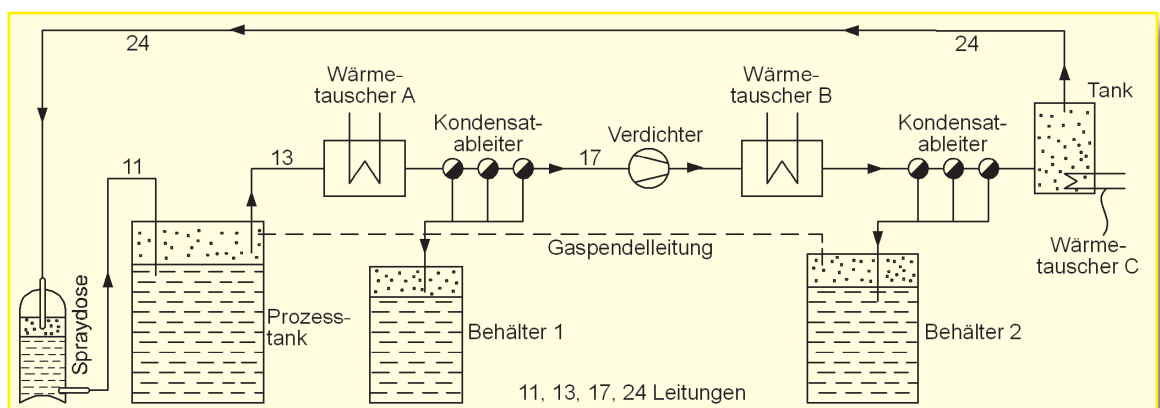 24
24
Wärme-
tauscher A
Wärme-
tauscher B
Tank
Kondensat-
ableiter
Verdichter
Kondensat-
ableiter
11
13
17
Wärme-
tauscher C
Gaspendelleitung
Spraydose
Prozess-
tank
Behälter 1
Behälter 2
11, 13, 17, 24 Leitungen